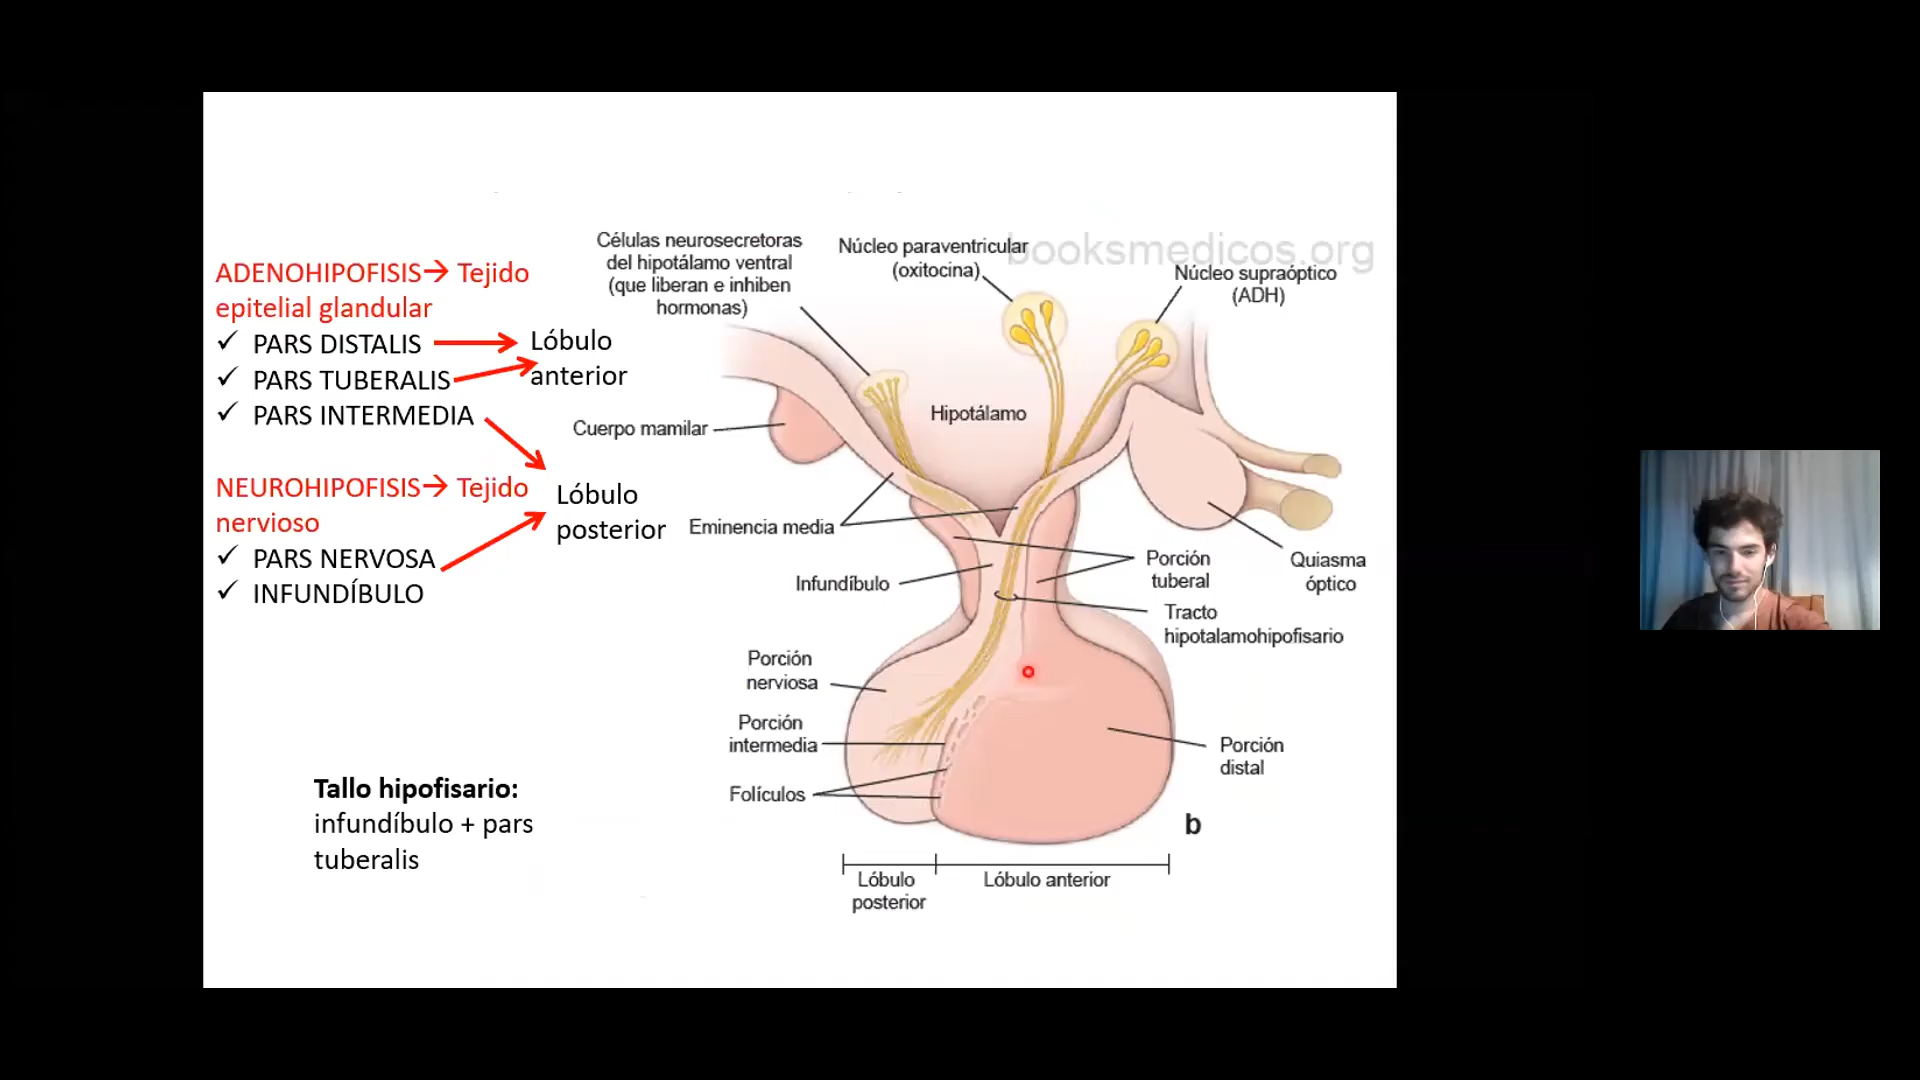 booksmedicos.org
ADENOHIPOFISIS→ Tejido
epitelial glandular
✓ PARS DISTALIS
✓ PARS TUBERALIS
✓ PARS INTERMEDIA
Lóbulo
anterior
NEUROHIPOFISIS→ Tejido
nervioso
✓ PARS NERVOSA
✓ INFUNDÍBULO
Lóbulo
posterior
Tallo hipofisario:
infundíbulo + pars
tuberalis
Células neurosecretoras
del hipotálamo ventral
(que liberan e inhiben
hormonas)
Núcleo paraventricular
(oxitocina)
Núcleo supraóptico
(ADH)
Hipotálamo
Cuerpo mamilar
Eminencia media
Infundíbulo
Porción
tuberal
Quiasma
óptico
Tracto
hipotalamohipofisario
Porción
nerviosa
Porción
intermedia
Folículos
Porción
distal
b
Lóbulo
posterior
Lóbulo anterior